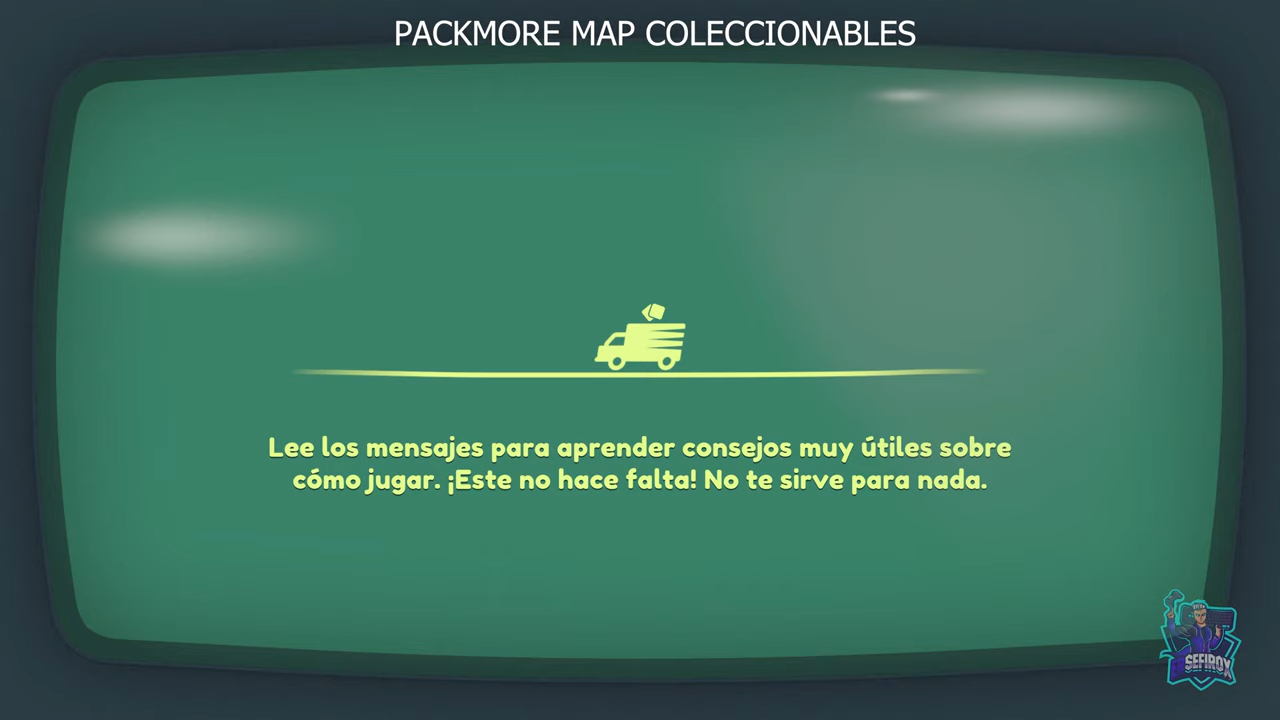 PACKMORE MAP COLECCIONABLES
Lee los mensajes para aprender consejos muy útiles sobre
cómo jugar. ¡Este no hace falta! No te sirve para nada.
SEFIROX